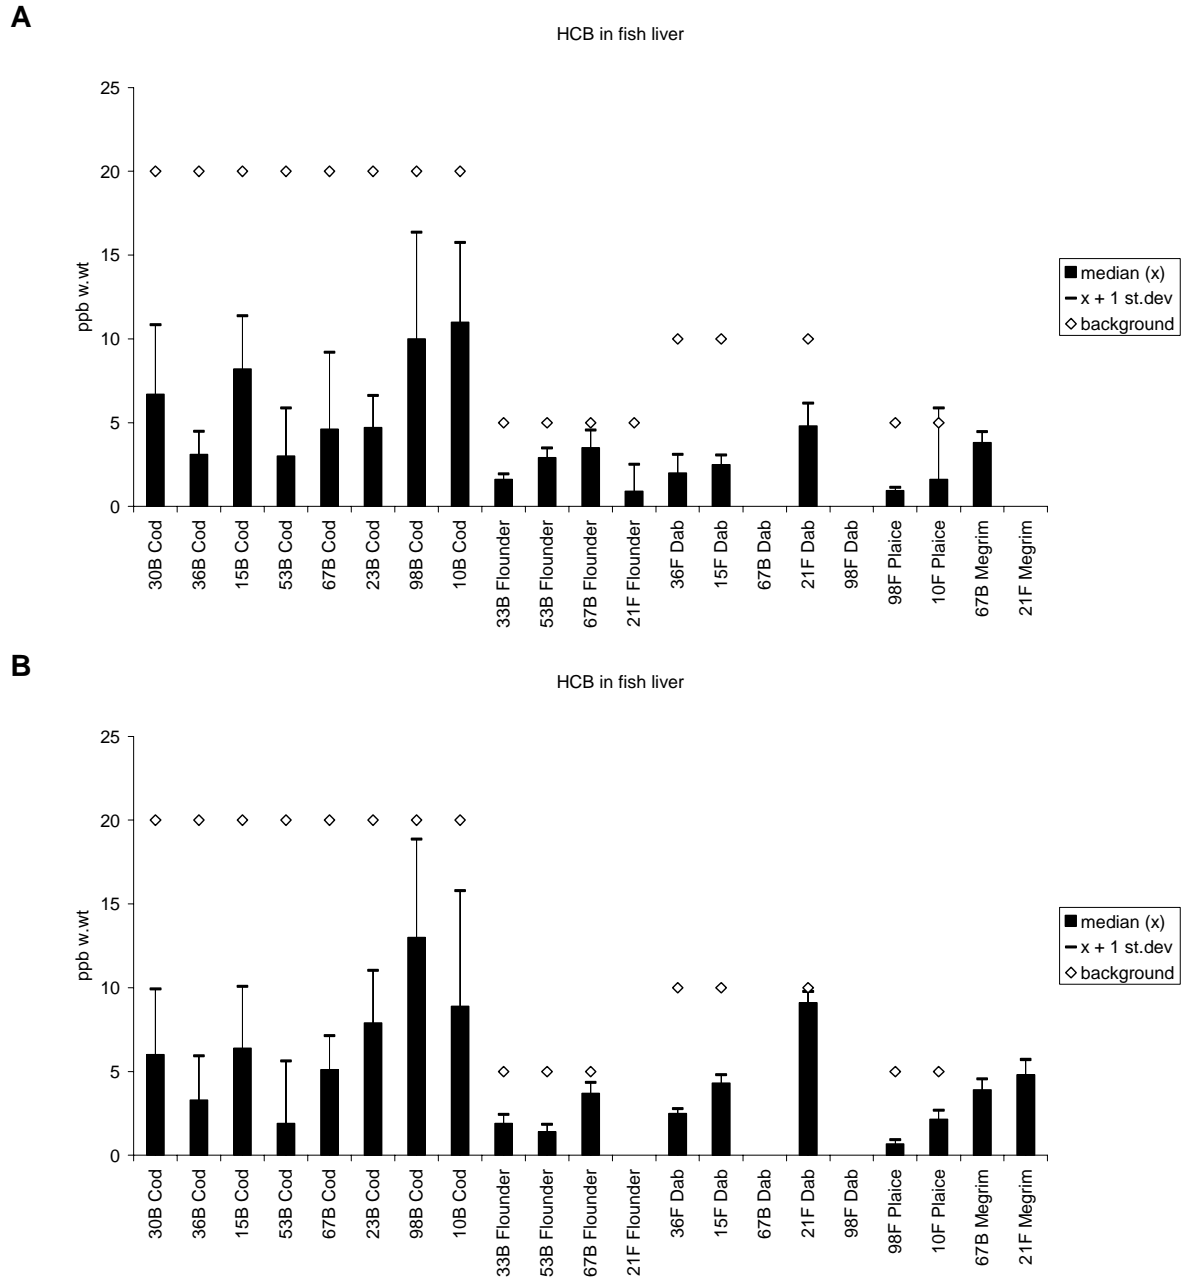 A
HCB in fish liver
25
20
15
10
5
0
ppb w.wt
30B Cod
36B Cod
15B Cod
53B Cod
67B Cod
23B Cod
98B Cod
10B Cod
33B Flounder
53B Flounder
67B Flounder
21F Flounder
36F Dab
15F Dab
67B Dab
21F Dab
98F Dab
98F Plaice
10F Plaice
67B Megrim
21F Megrim
median (x)
x + 1 st.dev
background
B
HCB in fish liver
25
20
15
10
5
0
ppb w.wt
30B Cod
36B Cod
15B Cod
53B Cod
67B Cod
23B Cod
98B Cod
10B Cod
33B Flounder
53B Flounder
67B Flounder
21F Flounder
36F Dab
15F Dab
67B Dab
21F Dab
98F Dab
98F Plaice
10F Plaice
67B Megrim
21F Megrim
median (x)
x + 1 st.dev
background